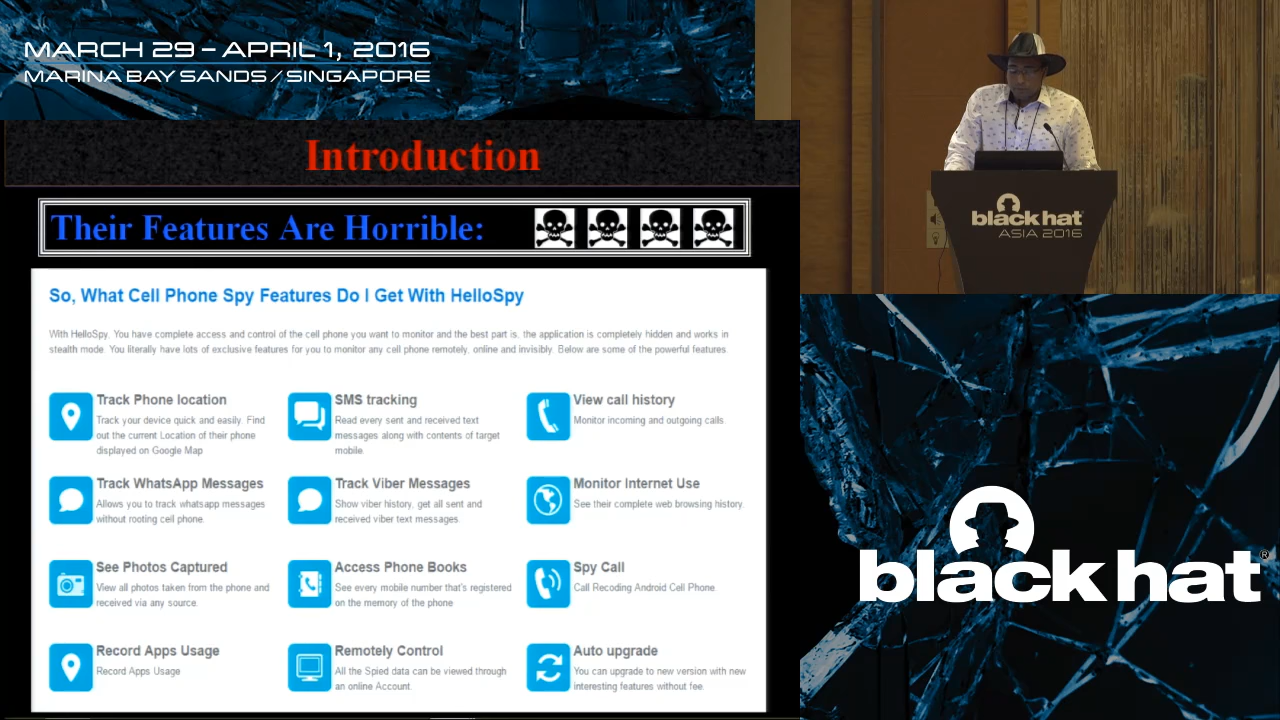 MARCH 29 – APRIL 1, 2016
MARINA BAY SANDS / SINGAPORE
Introduction
Their Features Are Horrible:
So, What Cell Phone Spy Features Do I Get With HelloSpy
With HelloSpy. You have complete access and control of the cell phone you want to monitor and the best part is, the application is completely hidden and works in
stealth mode. You literally have lots of exclusive features for you to monitor any cell phone remotely, online and invisibly. Below are some of the powerful features.
Track Phone location
Track your device quick and easily. Find
out the current Location of their phone
displayed on Google Map
SMS tracking
Read every sent and received text
messages along with contents of target
mobile.
View call history
Monitor incoming and outgoing calls
Track WhatsApp Messages
Allows you to track whatsapp messages
without rooting cell phone.
Track Viber Messages
Show viber history, get all sent and
received viber text messages
Monitor Internet Use
See their complete web browsing history.
See Photos Captured
View all photos taken from the phone and
received via any source.
Access Phone Books
See every mobile number that's registered
on the memory of the phone
Spy Call
Call Recoding Android Cell Phone.
Record Apps Usage
Record Apps Usage
Remotely Control
All the Spied data can be viewed through
an online Account.
Auto upgrade
You can upgrade to new version with new
interesting features without fee.
black hat
ASIA 2016
black hat®